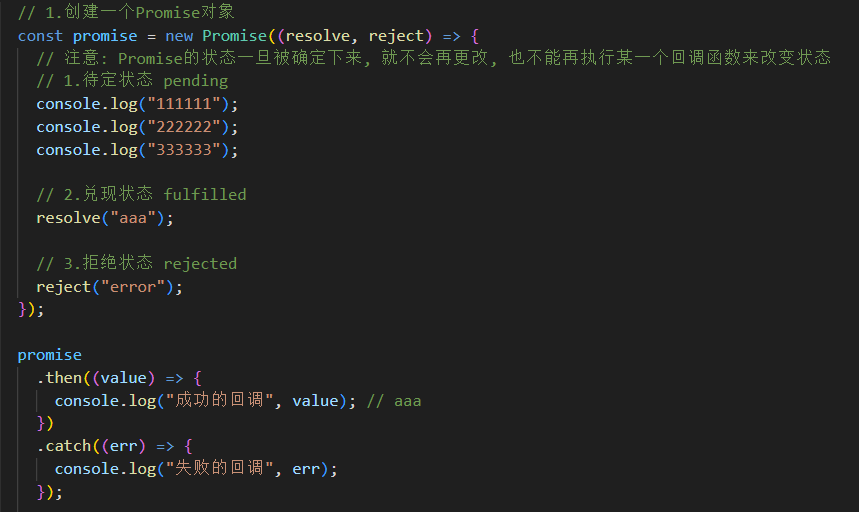 // 1.创建一个Promise对象
const promise = new Promise((resolve, reject) => {
  // 注意: Promise的状态一旦被确定下来, 就不会再更改, 也不能再执行某一个回调函数来改变状态
  // 1.待定状态 pending
  console.log("111111");
  console.log("222222");
  console.log("333333");

  // 2.兑现状态 fulfilled
  resolve("aaa");

  // 3.拒绝状态 rejected
  reject("error");
});

promise
  .then((value) => {
    console.log("成功的回调", value); // aaa
  })
  .catch((err) => {
    console.log("失败的回调", err);
  });